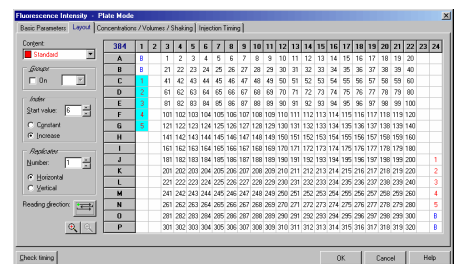 Fluorescence Intensity - Plate Mode
Basic Parameters Layout Concentrations / Volumes / Shaking Injection Timing
Content
Standard
Groups
On
Index
Start value: 6
Constant
Increase
Replicates
Number: 1
Horizontal
Vertical
Reading direction:
384 1 2 3 4 5 6 7 8 9 10 11 12 13 14 15 16 17 18 19 20 21 22 23 24
A B 1 2 3 4 5 6 7 8 9 10 11 12 13 14 15 16 17 18 19 20
B B 21 22 23 24 25 26 27 28 29 30 31 32 33 34 35 36 37 38 39 40
C 1 41 42 43 44 45 46 47 48 49 50 51 52 53 54 55 56 57 58 59 60
D 2 61 62 63 64 65 66 67 68 69 70 71 72 73 74 75 76 77 78 79 80
E 3 81 82 83 84 85 86 87 88 89 90 91 92 93 94 95 96 97 98 99 100
F 4 101 102 103 104 105 106 107 108 109 110 111 112 113 114 115 116 117 118 119 120
G 5 121 122 123 124 125 126 127 128 129 130 131 132 133 134 135 136 137 138 139 140
H 141 142 143 144 145 146 147 148 149 150 151 152 153 154 155 156 157 158 159 160
I 161 162 163 164 165 166 167 168 169 170 171 172 173 174 175 176 177 178 179 180
J 181 182 183 184 185 186 187 188 189 190 191 192 193 194 195 196 197 198 199 200 1
K 201 202 203 204 205 206 207 208 209 210 211 212 213 214 215 216 217 218 219 220 2
L 221 222 223 224 225 226 227 228 229 230 231 232 233 234 235 236 237 238 239 240 3
M 241 242 243 244 245 246 247 248 249 250 251 252 253 254 255 256 257 258 259 260 4
N 261 262 263 264 265 266 267 268 269 270 271 272 273 274 275 276 277 278 279 280 5
O 281 282 283 284 285 286 287 288 289 290 291 292 293 294 295 296 297 298 299 300 B
P 301 302 303 304 305 306 307 308 309 310 311 312 313 314 315 316 317 318 319 320 B
Check timing OK Cancel Help